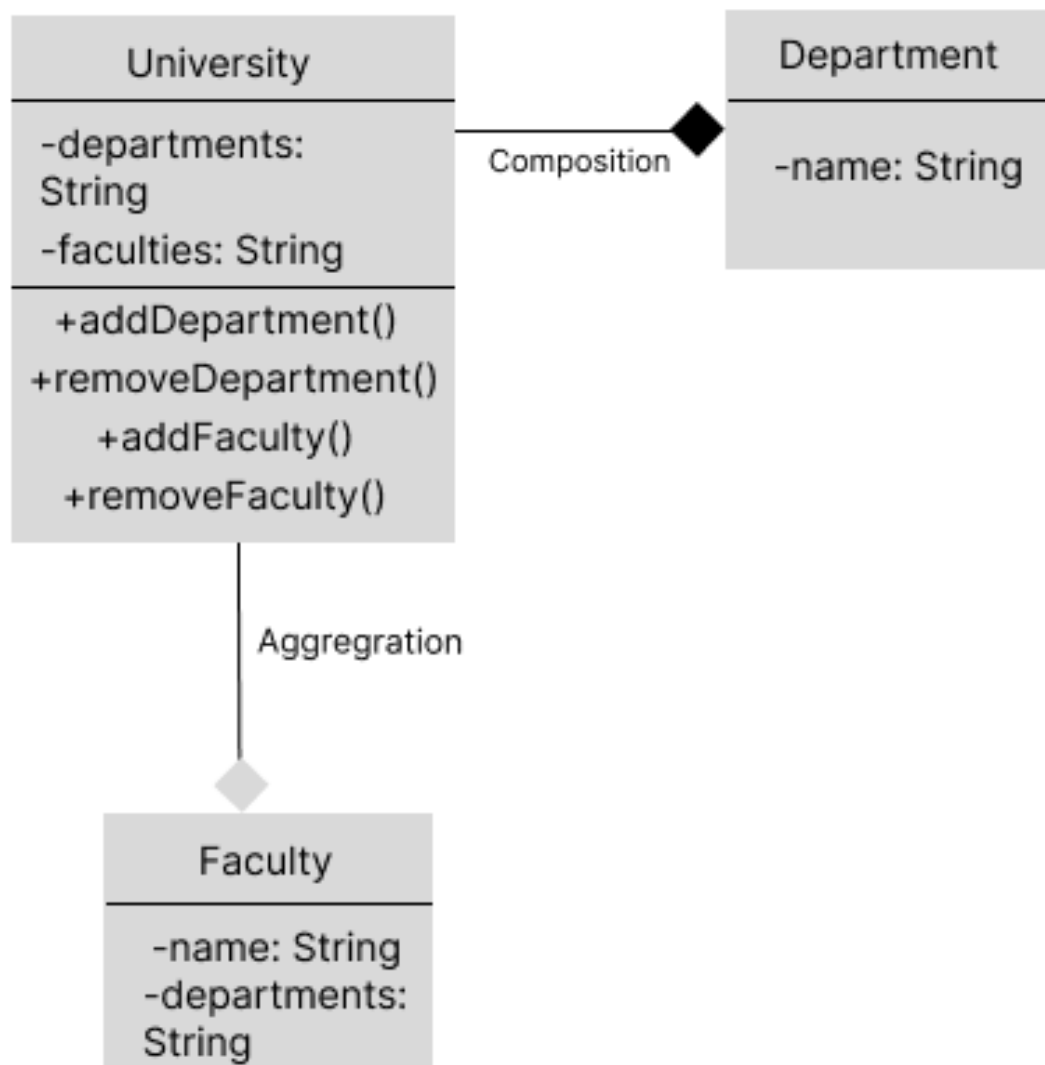 University
-departments:
String
-faculties: String
+addDepartment()
+removeDepartment()
+addFaculty()
+removeFaculty()
Composition
Department
-name: String
Aggregration
Faculty
-name: String
-departments:
String